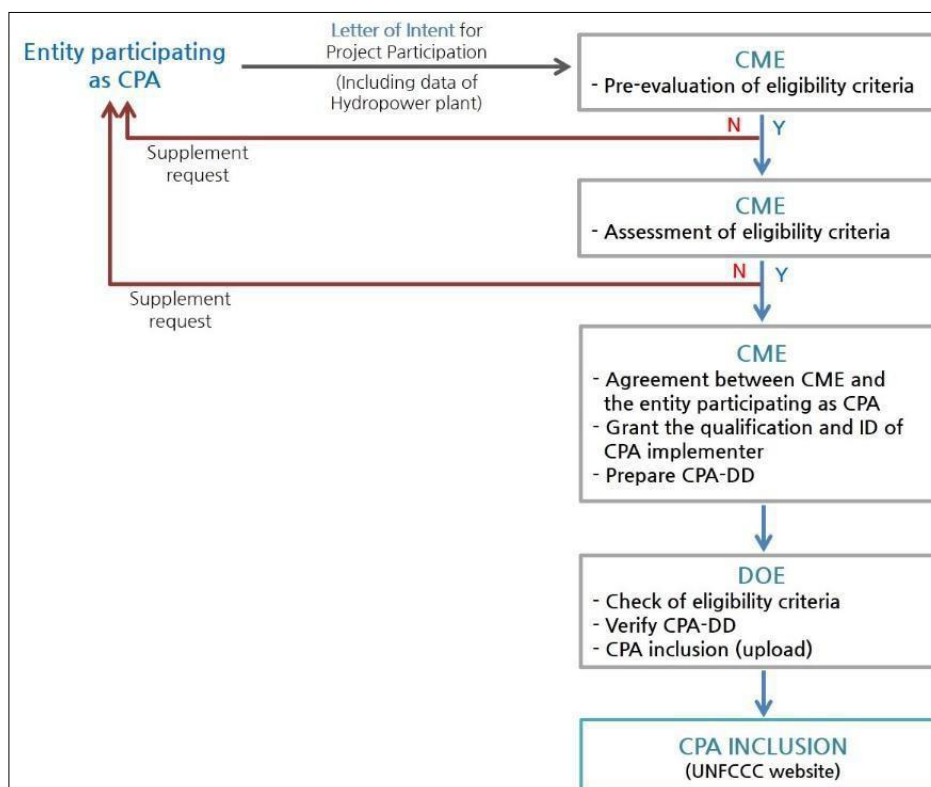 Entity participating
as CPA
Letter of Intent for
Project Participation
(Including data of
Hydropower plant)
CME
- Pre-evaluation of eligibility criteria
N
Y
Supplement
request
CME
- Assessment of eligibility criteria
N
Y
Supplement
request
CME
- Agreement between CME and
the entity participating as CPA
- Grant the qualification and ID of
CPA implementer
- Prepare CPA-DD
DOE
- Check of eligibility criteria
- Verify CPA-DD
- CPA inclusion (upload)
CPA INCLUSION
(UNFCCC website)